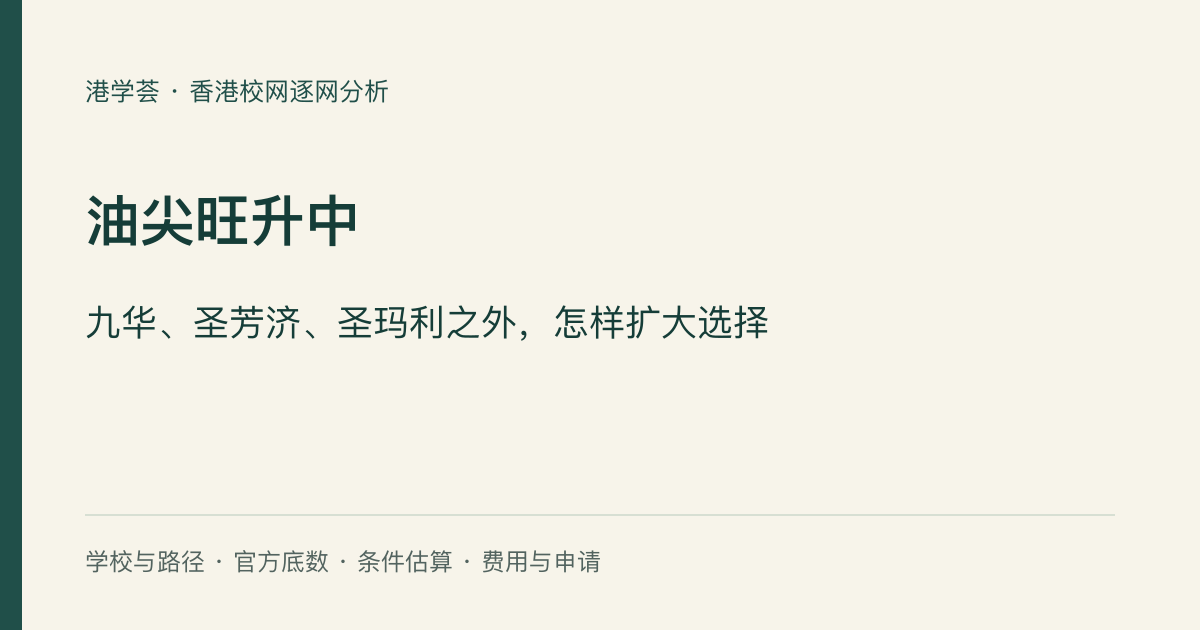 港学荟 · 香港校网逐网分析
油尖旺升中
九华、圣芳济、圣玛利之外，怎样扩大选择
学校与路径 · 官方底数 · 条件估算 · 费用与申请